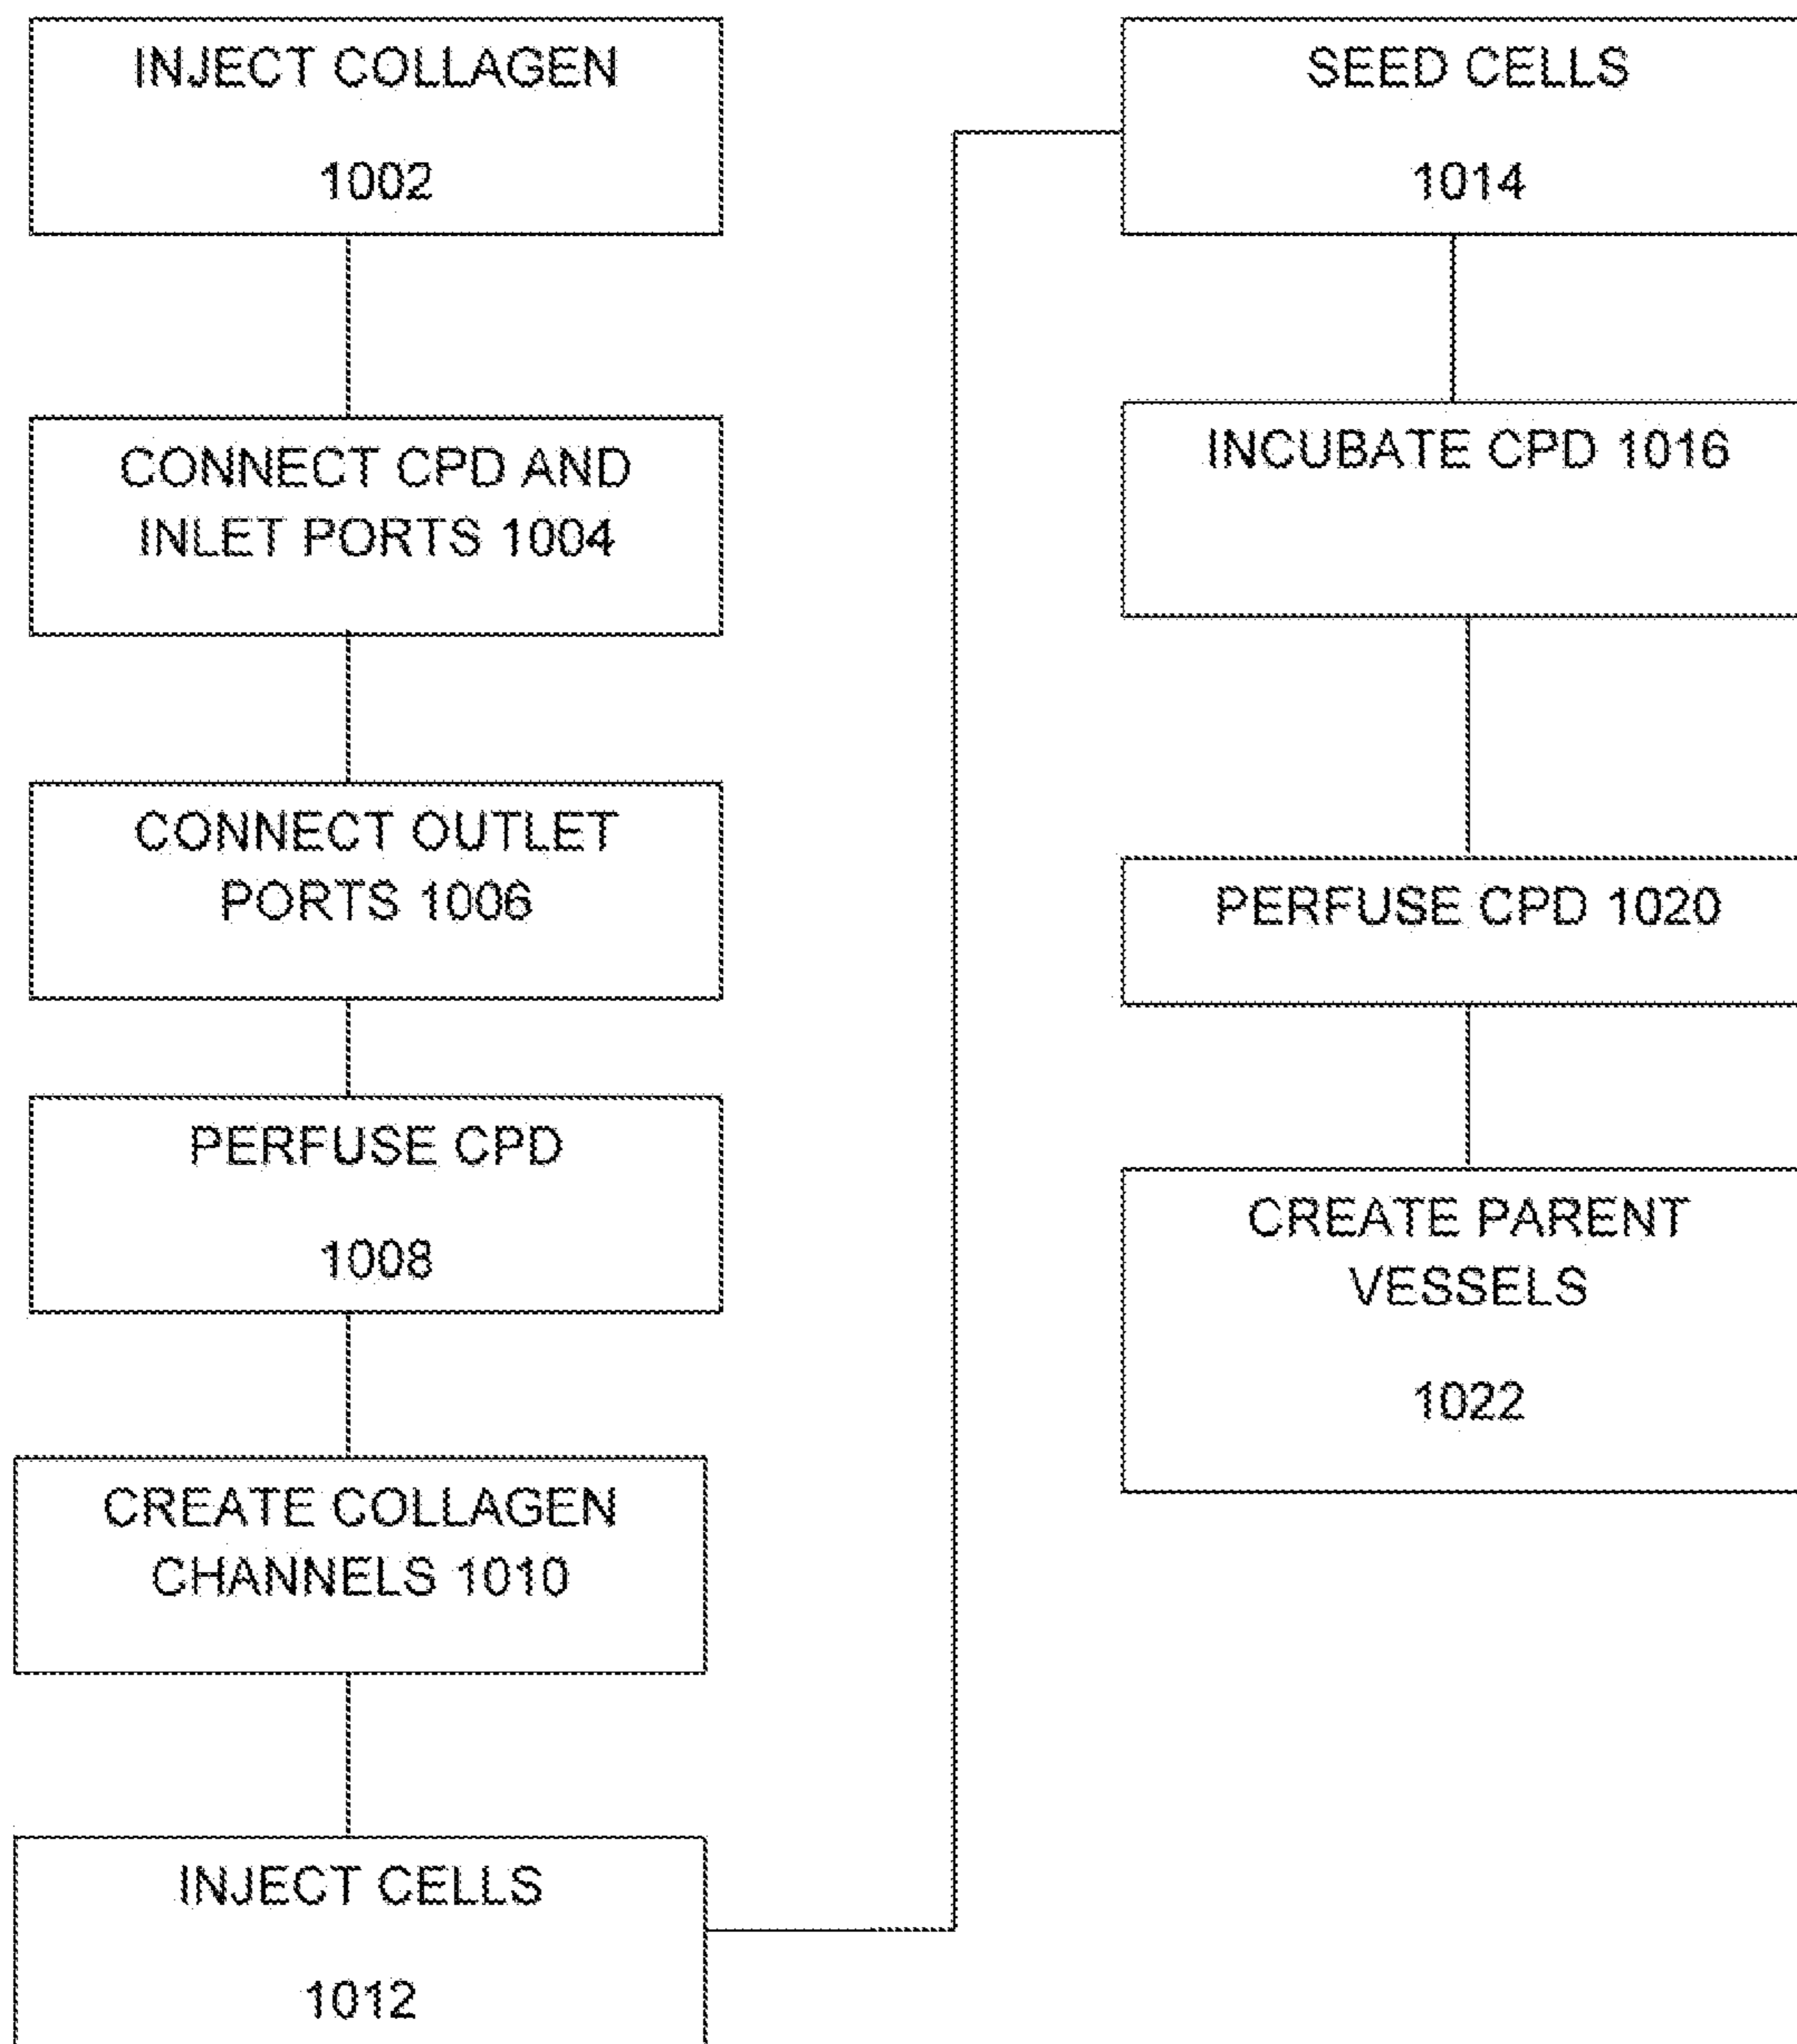 INJECT COLLAGEN
1002
CONNECT CPD AND
INLET PORTS 1004
CONNECT OUTLET
PORTS 1006
PERFUSE CPD
1008
CREATE COLLAGEN
CHANNELS 1010
INJECT CELLS
1012
SEED CELLS
1014
INCUBATE CPD 1016
PERFUSE CPD 1020
CREATE PARENT
VESSELS
1022